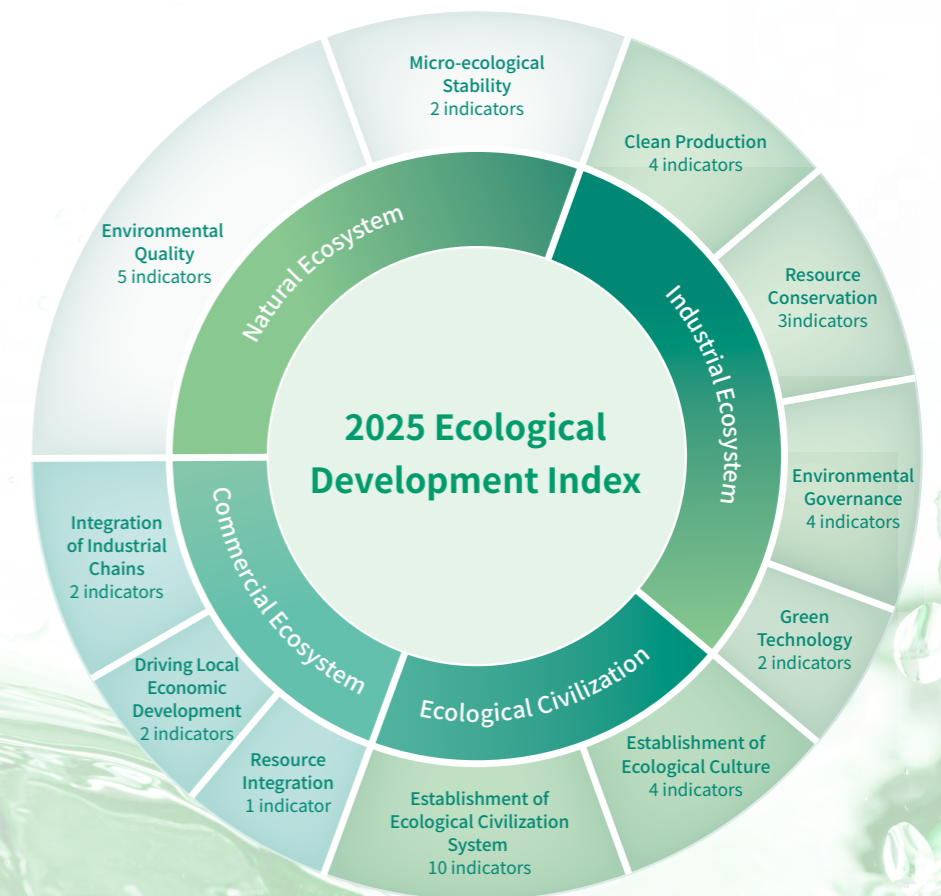 2025 Ecological
Development Index
Natural Ecosystem
Industrial Ecosystem
Ecological Civilization
Commercial Ecosystem
Micro-ecological
Stability
2 indicators
Clean Production
4 indicators
Resource
Conservation
3indicators
Environmental
Governance
4 indicators
Green
Technology
2 indicators
Establishment of
Ecological Culture
4 indicators
Establishment of
Ecological Civilization
System
10 indicators
Resource
Integration
1 indicator
Driving Local
Economic
Development
2 indicators
Integration
of Industrial
Chains
2 indicators
Environmental
Quality
5 indicators